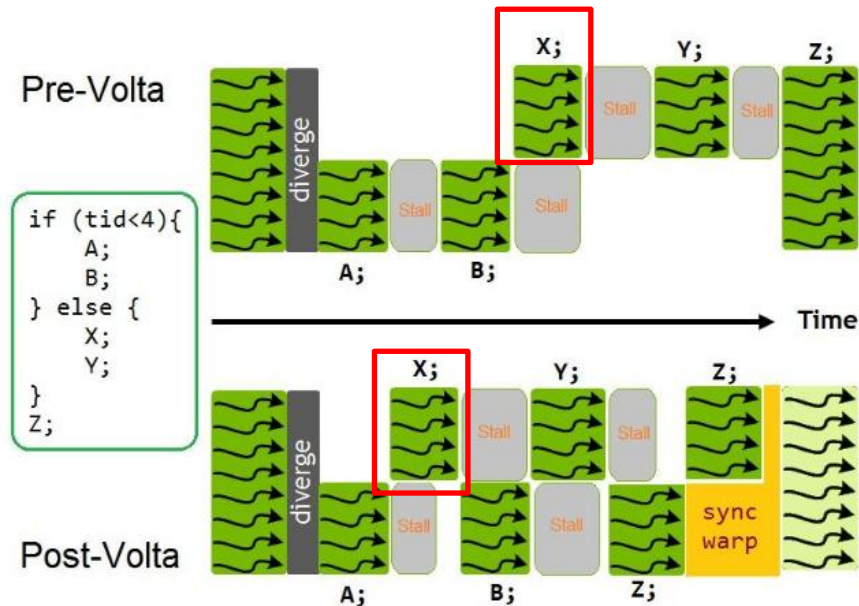 X;
Y;
Z;
Pre-Volta
diverge
Stall
Stall
Stall
Stall
A;
B;
if (tid<4){
A;
B;
} else {
X;
Y;
}
Z;
Time
X;
Y;
Z;
diverge
Stall
Stall
Stall
Stall
sync
warp
Post-Volta
A;
B;
Z;